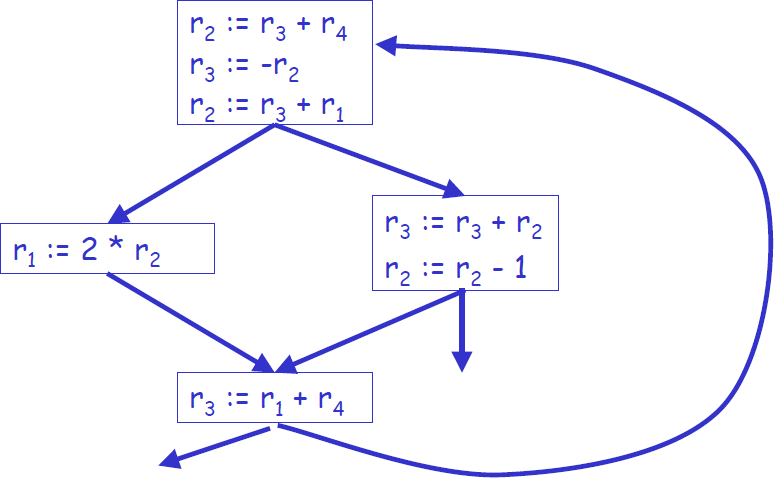 r₂ := r₃ + r₄
r₃ := -r₂
r₂ := r₃ + r₁
r₁ := 2 * r₂
r₃ := r₃ + r₂
r₂ := r₂ - 1
r₃ := r₁ + r₄